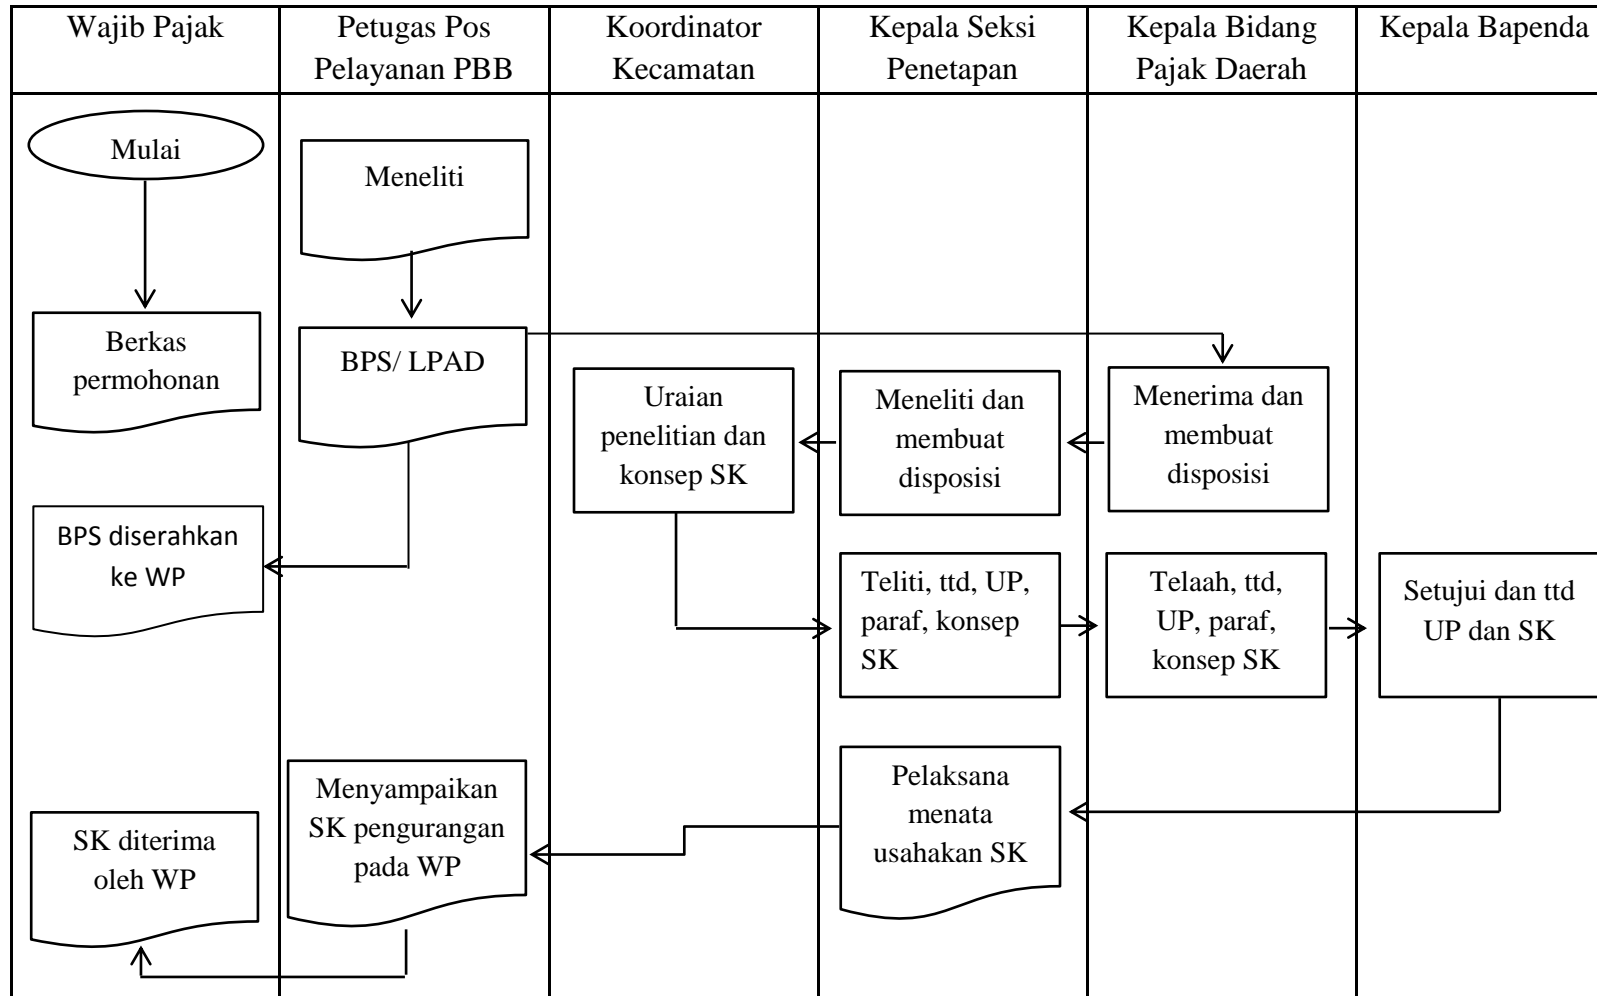 Wajib Pajak
Petugas Pos
Pelayanan PBB
Koordinator
Kecamatan
Kepala Seksi
Penetapan
Kepala Bidang
Pajak Daerah
Kepala Bapenda
Mulai
Meneliti
Berkas
permohonan
BPS/ LPAD
Uraian
penelitian dan
konsep SK
Meneliti dan
membuat
disposisi
Menerima dan
membuat
disposisi
BPS diserahkan
ke WP
Teliti, ttd, UP,
paraf, konsep
SK
Telaah, ttd,
UP, paraf,
konsep SK
Setujui dan ttd
UP dan SK
Pelaksana
menata
usahakan SK
Menyampaikan
SK pengurangan
pada WP
SK diterima
oleh WP